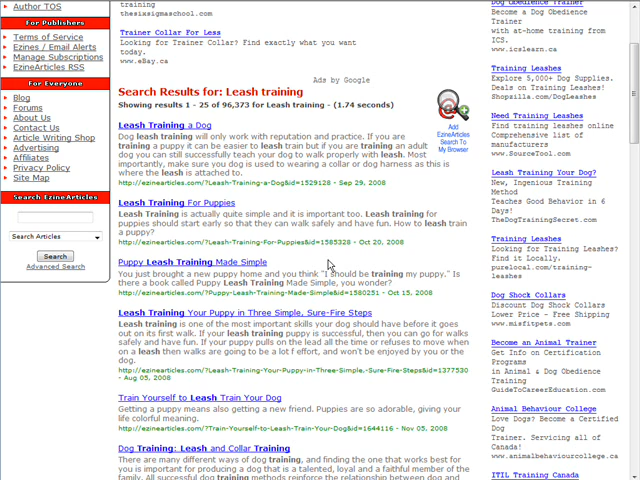 Author TOS
For Publishers
Terms of Service
Ezines / Email Alerts
Manage Subscriptions
EzineArticles RSS
For Everyone
Blog
Forums
About Us
Contact Us
Article Writing Shop
Advertising
Affiliates
Privacy Policy
Site Map
Search EzineArticles
Search Articles
Search
Advanced Search
training
thesixsigmaschool.com
Trainer Collar For Less
Looking for Trainer Collar? Find exactly what you want
today.
www.eBay.ca
Ads by Google
Search Results for: Leash training
Showing results 1 - 25 of 96,373 for Leash training - (1.74 seconds)
Add
EzineArticles
Search To
My Browser
Leash Training a Dog
Dog leash training will only work with reputation and practice. If you are
training a puppy it can be easier to leash train but if you are training an adult
dog you can still successfully teach your dog to walk properly with leash. Most
importantly, make sure you dog is used to wearing a collar or dog harness as this is
where the leash is attached to.
http://ezinearticles.com/?Leash-Training-a-Dog&id=1529128 - Sep 29, 2008
Leash Training For Puppies
Leash Training is actually quite simple and it is important too. Leash training for
puppies should start early so that they can walk safely and have fun. How to leash train
a puppy?
http://ezinearticles.com/?Leash-Training-For-Puppies&id=1585328 - Oct 20, 2008
Puppy Leash Training Made Simple
You just brought a new puppy home and you think "I should be training my puppy." Is
there a book called Puppy Leash Training Made Simple, you wonder?
http://ezinearticles.com/?Puppy-Leash-Training-Made-Simple&id=1580251 - Oct 15, 2008
Leash Training Your Puppy in Three Simple, Sure-Fire Steps
Leash training is one of the most important skills your dog should have before it goes
out on its first walk. If your leash training puppy is successful, then you can go for walks
safely and have fun. If your puppy pulls on the lead all the time or refuses to move when
on a leash then walks are going to be a lot of effort, and won't be enjoyed by you or the
dog.
http://ezinearticles.com/?Leash-Training-Your-Puppy-in-Three-Simple,-Sure-Fire-Steps&id=1377530
- Aug 05, 2008
Train Yourself to Leash Train Your Dog
Getting a puppy means also getting a new friend. Puppies are so adorable, giving your
life colorful meaning.
http://ezinearticles.com/?Train-Yourself-to-Leash-Train-Your-Dog&id=1644116 - Nov 05, 2008
Dog Training: Leash and Collar Training
There are many different ways of dog training, and finding the one that works best for
you is important for producing a dog that is a talented, loyal and a faithful member of the
family. All successful dog training methods reinforce the relationship between the dog
Dog Obedience
Trainer
Become a Dog Obedience
Trainer
with at-home training from
ICS.
www.icslearn.ca
Training Leashes
Explore 5,000+ Dog Supplies.
Deals on Training Leashes!
Shopzilla.com/DogLeashes
Need Training Leashes
Find training leashes online
Comprehensive list of
manufacturers
www.SourceTool.com
Leash Training Your Dog?
New, Ingenious Training
Method
Teaches Good Behavior in 6
Days!
TheDogTrainingSecret.com
Training Leashes
Looking for Training Leashes?
Find it Locally.
purelocal.com/training-
leashes
Dog Shock Collars
Discount Dog Shock Collars
Lower Price - Free Shipping
www.misfitpets.com
Become an Animal Trainer
Get Info on Certification
Programs
in Animal & Dog Obedience
Training
GuideToCareerEducation.com
Animal Behaviour College
Love Dogs? Become a Certified
Dog
Trainer. Servicing all of
Canada!
www.animalbehaviourcollege.ca
ITIL Training Canada